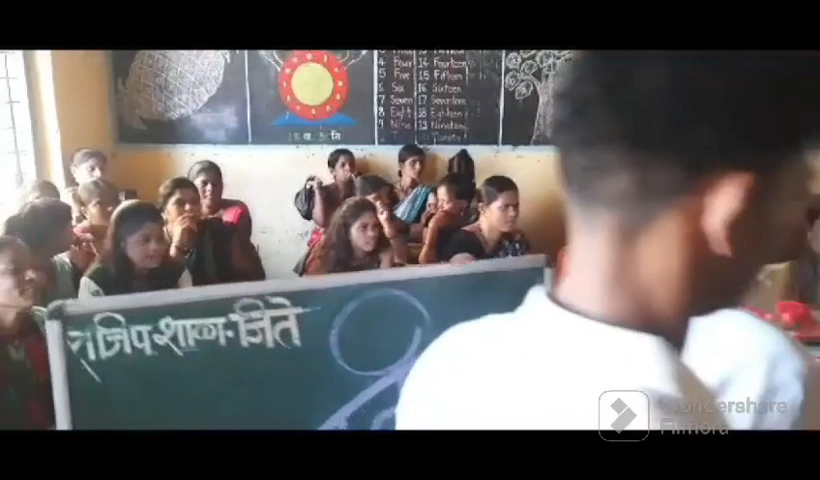 4 Four 14 Fourteen
5 Five 15 Fifteen
6 Six 16 Sixteen
7 Seven 17 Seventeen
8 Eight 18 Eighteen
9 Nine 19 Nineteen
जिप शाळा-जिते
Wondershare
Filmora